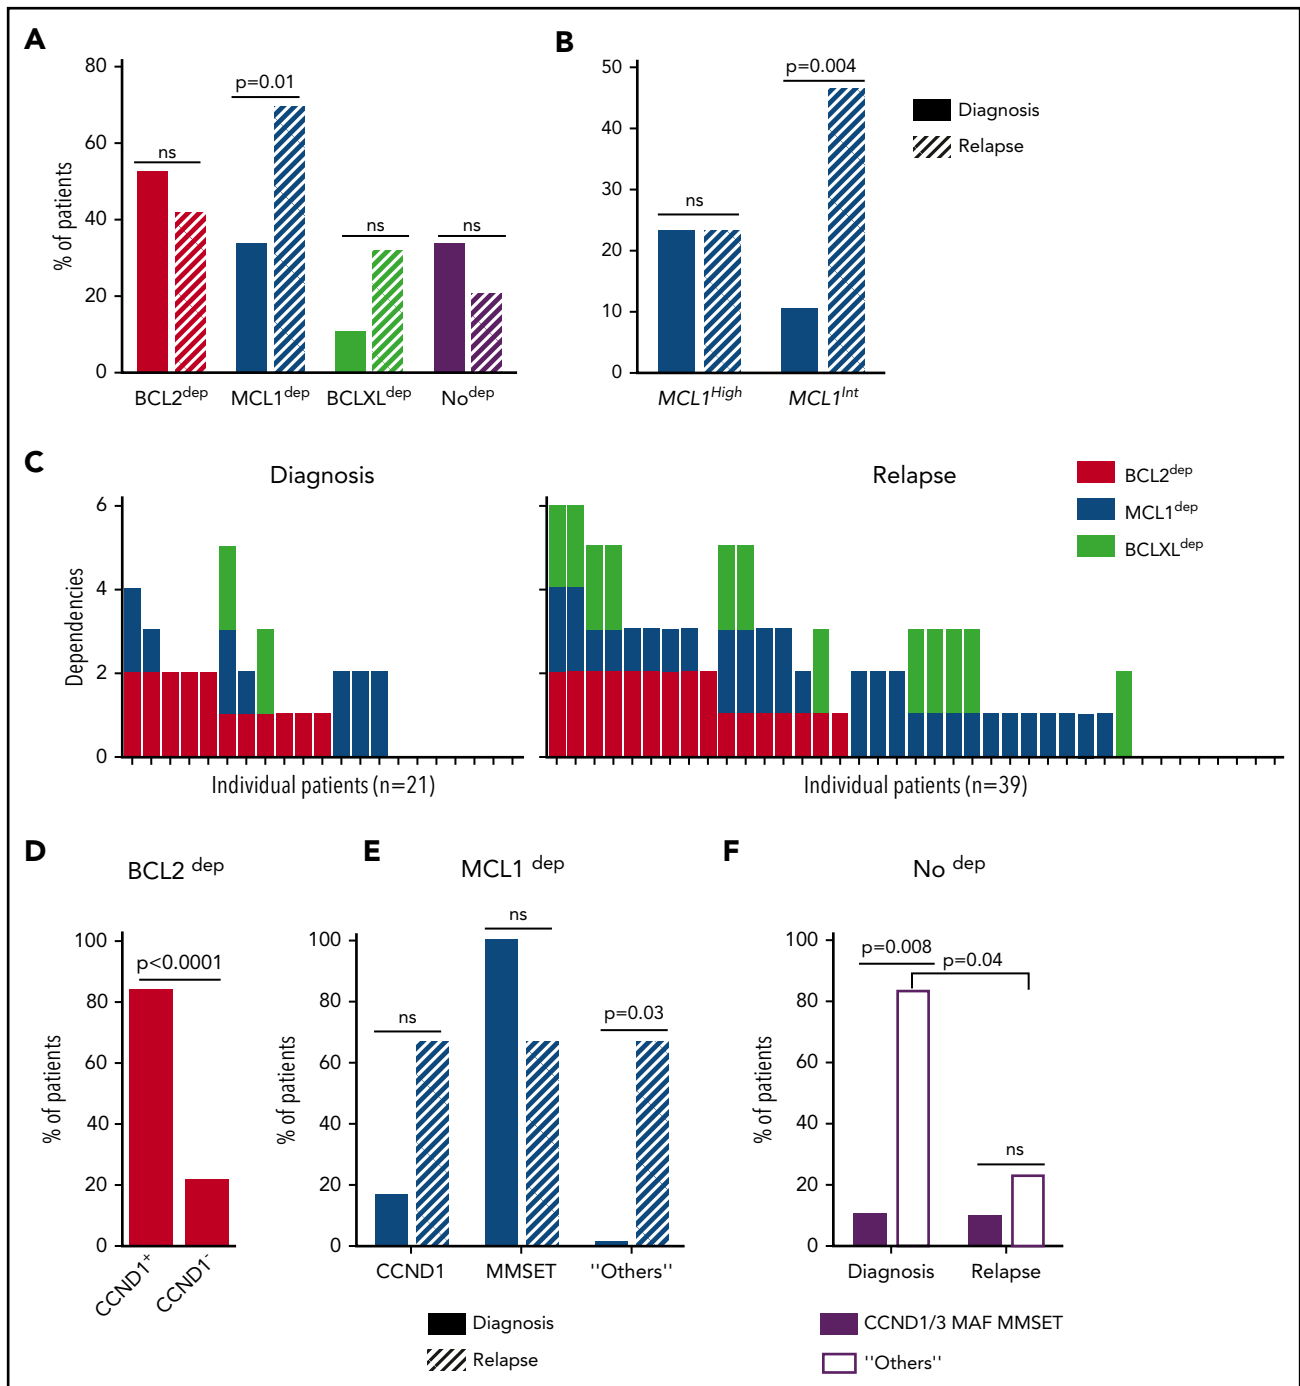 A
80
60
40
20
0
% of patients
ns
p=0.01
ns
ns
BCL2dep
MCL1dep
BCLXLdep
Nodep
B
50
40
30
20
10
0
ns
p=0.004
MCL1High
MCL1Int
Diagnosis
Relapse
C
Diagnosis
Relapse
BCL2dep
MCL1dep
BCLXLdep
6
4
2
0
Dependencies
Individual patients (n=21)
Individual patients (n=39)
D
BCL2 dep
100
80
60
40
20
0
% of patients
p<0.0001
CCND1+
CCND1-
E
MCL1 dep
100
80
60
40
20
0
% of patients
ns
ns
p=0.03
CCND1
MMSET
"Others"
Diagnosis
Relapse
F
No dep
100
80
60
40
20
0
% of patients
p=0.008
p=0.04
ns
Diagnosis
Relapse
CCND1/3 MAF MMSET
"Others"